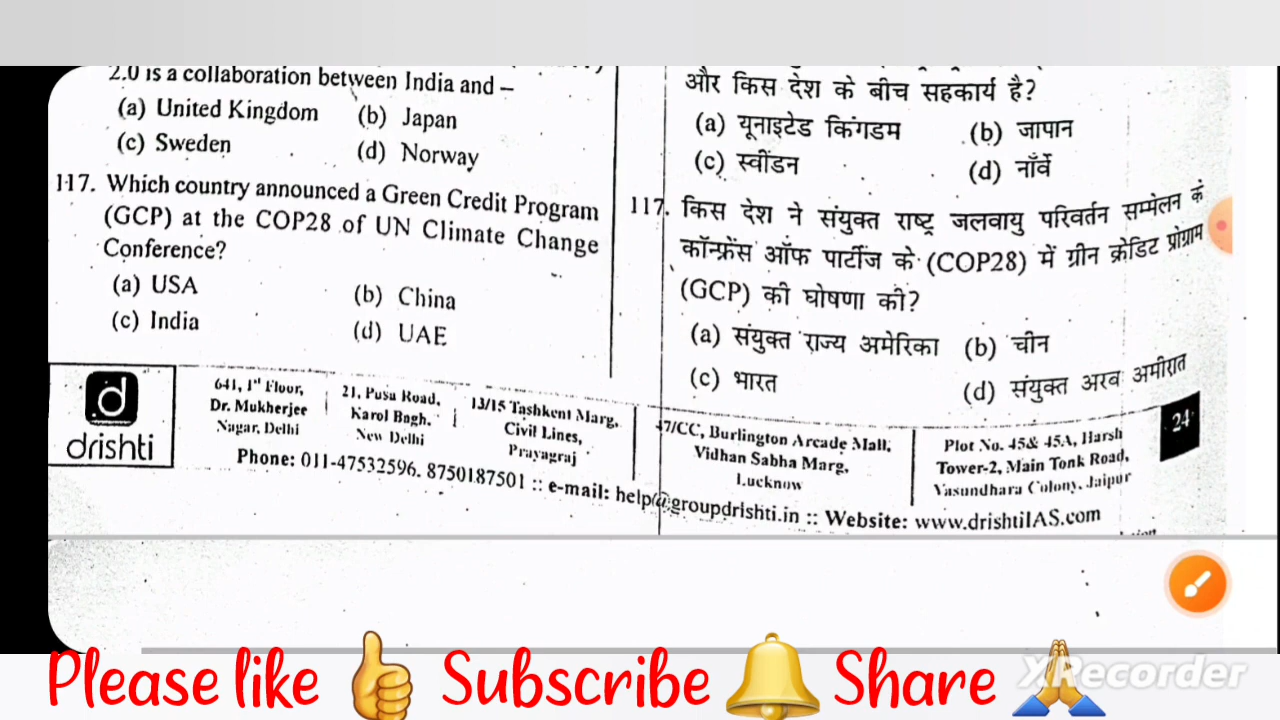 2.0 is a collaboration between India and –
(a) United Kingdom (b) Japan
(c) Sweden (d) Norway
117. Which country announced a Green Credit Program
(GCP) at the COP28 of UN Climate Change
Conference?
(a) USA (b) China
(c) India (d) UAE
और किस देश के बीच सहकार्य है?
(a) यूनाइटेड किंगडम (b) जापान
(c) स्वींडन (d) नॉर्वे
117. किस देश ने संयुक्त राष्ट्र जलवायु परिवर्तन सम्मेलन के
कॉन्फ्रेंस ऑफ पार्टीज के (COP28) में ग्रीन क्रेडिट प्रोग्राम
(GCP) की घोषणा की?
(a) संयुक्त राज्य अमेरिका (b) चीन
(c) भारत (d) संयुक्त अरब अमीरात
drishti
641, 1st Floor,
Dr. Mukherjee
Nagar, Delhi
21, Pusa Road,
Karol Bagh.
New Delhi
13/15 Tashkent Marg,
Civil Lines,
Prayagraj
47/CC, Burlington Arcade Mall,
Vidhan Sabha Marg,
Lucknow
Plot No. 45& 45A, Harsh
Tower-2, Main Tonk Road,
Vasundhara Colony, Jaipur
24
Phone: 011-47532596. 8750187501 :: e-mail: help@groupdrishti.in :: Website: www.drishtiIAS.com
Please like Subscribe Share
XRecorder